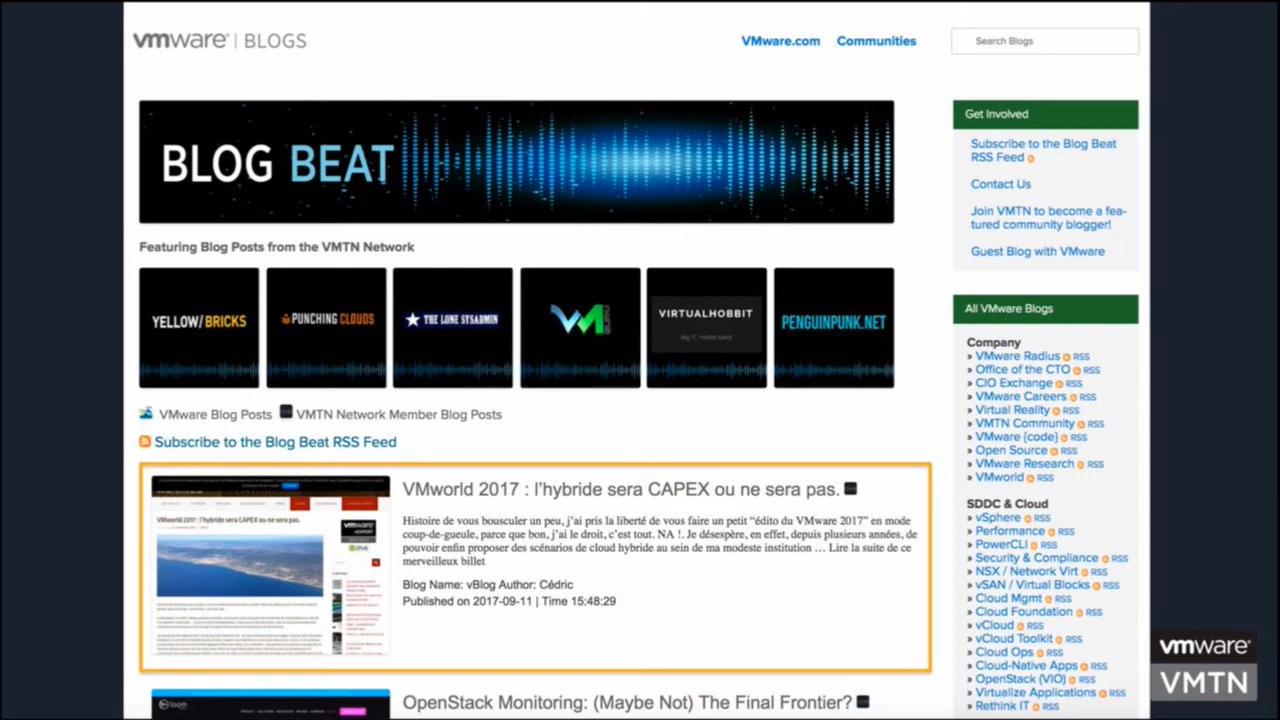 vmware® | BLOGS
VMware.com Communities
Search Blogs
BLOG BEAT
Featuring Blog Posts from the VMTN Network
YELLOW/BRICKS
PUNCHING CLOUDS
THE LONE SYSADMIN
VM
VIRTUALHOBBIT
PENGUINPUNK.NET
VMware Blog Posts VMTN Network Member Blog Posts
Subscribe to the Blog Beat RSS Feed
VMworld 2017 : l'hybride sera CAPEX ou ne sera pas.
VMworld 2017 : l'hybride sera CAPEX ou ne sera pas.
Histoire de vous bousculer un peu, j'ai pris la liberté de vous faire un petit “édito du VMware 2017” en mode
coup-de-gueule, parce que bon, j'ai le droit, c'est tout. NA !. Je désespère, en effet, depuis plusieurs années, de
pouvoir enfin proposer des scénarios de cloud hybride au sein de ma modeste institution … Lire la suite de ce
merveilleux billet
Blog Name: vBlog Author: Cédric
Published on 2017-09-11 | Time 15:48:29
loom
OpenStack Monitoring: (Maybe Not) The Final Frontier?
Get Involved
Subscribe to the Blog Beat
RSS Feed
Contact Us
Join VMTN to become a fea-
tured community blogger!
Guest Blog with VMware
All VMware Blogs
Company
» VMware Radius RSS
» Office of the CTO RSS
» CIO Exchange RSS
» VMware Careers RSS
» Virtual Reality RSS
» VMTN Community RSS
» VMware {code} RSS
» Open Source RSS
» VMware Research RSS
» VMworld RSS
SDDC & Cloud
» vSphere RSS
» Performance RSS
» PowerCLI RSS
» Security & Compliance RSS
» NSX / Network Virt RSS
» vSAN / Virtual Blocks RSS
» Cloud Mgmt RSS
» Cloud Foundation RSS
» vCloud RSS
» vCloud Toolkit RSS
» Cloud Ops RSS
» Cloud-Native Apps RSS
» OpenStack (VIO) RSS
» Virtualize Applications RSS
» Rethink IT RSS
vmware®
VMTN